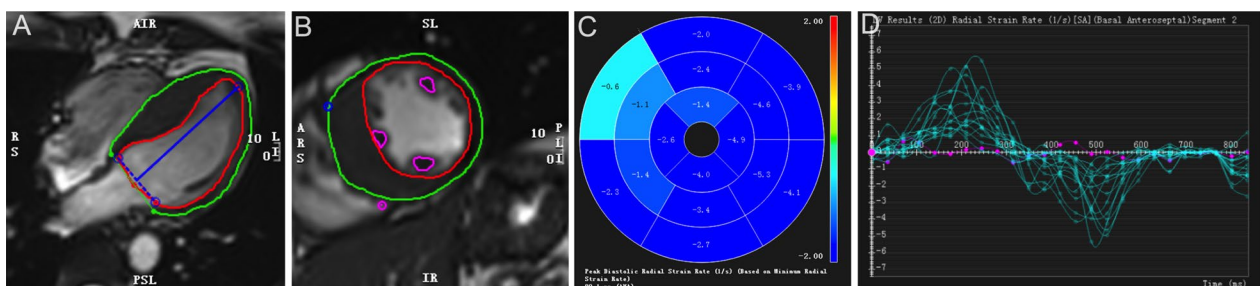 A
AIR
RS
10
0
PSL
B
SL
ARS
10
0
PLI
IR
C
2.00
-2.00
-2.0
-2.4
-0.6
-1.1
-1.4
-4.6
-3.9
-2.6
-4.9
-1.4
-4.0
-5.3
-2.3
-4.1
-3.4
-2.7
Peak Diastolic Radial Strain Rate (1/s) (Based on Minimum Radial
Strain Rate)
D
LV Results (2D) Radial Strain Rate (1/s)[SA](Basal Anteroseptal)Segment 2
7
6
5
4
3
2
1
100 200 300 400 500 600 700 800
-1
-2
-3
-4
-5
-6
-7
Time (ms)